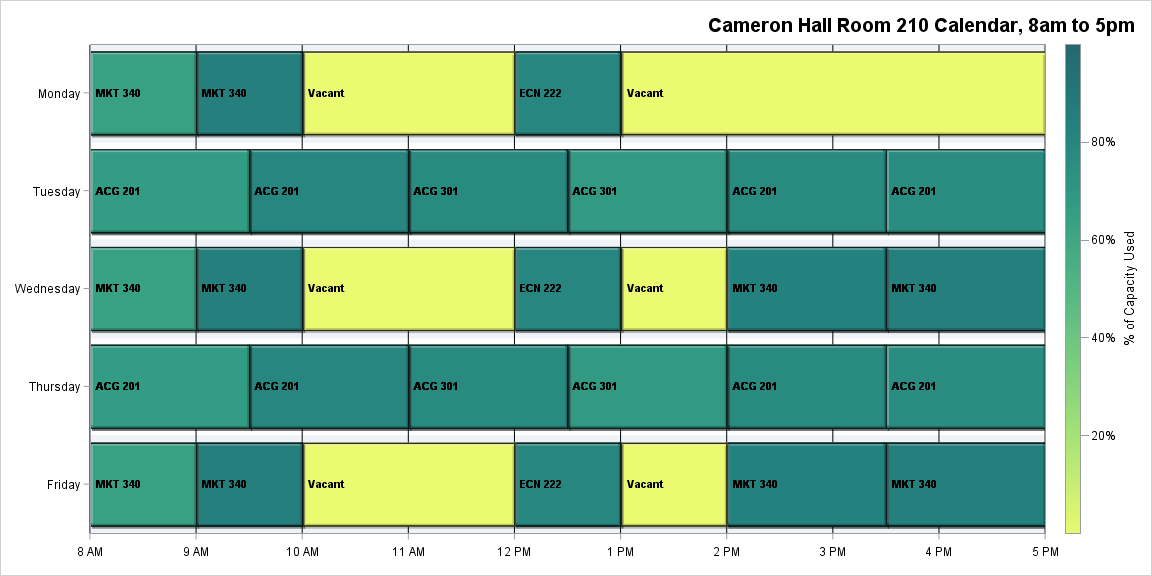 Cameron Hall Room 210 Calendar, 8am to 5pm
Monday
MKT 340
MKT 340
Vacant
ECN 222
Vacant
Tuesday
ACG 201
ACG 201
ACG 301
ACG 301
ACG 201
ACG 201
Wednesday
MKT 340
MKT 340
Vacant
ECN 222
Vacant
MKT 340
MKT 340
Thursday
ACG 201
ACG 201
ACG 301
ACG 301
ACG 201
ACG 201
Friday
MKT 340
MKT 340
Vacant
ECN 222
Vacant
MKT 340
MKT 340
8 AM
9 AM
10 AM
11 AM
12 PM
1 PM
2 PM
3 PM
4 PM
5 PM
80%
60%
40%
20%
% of Capacity Used